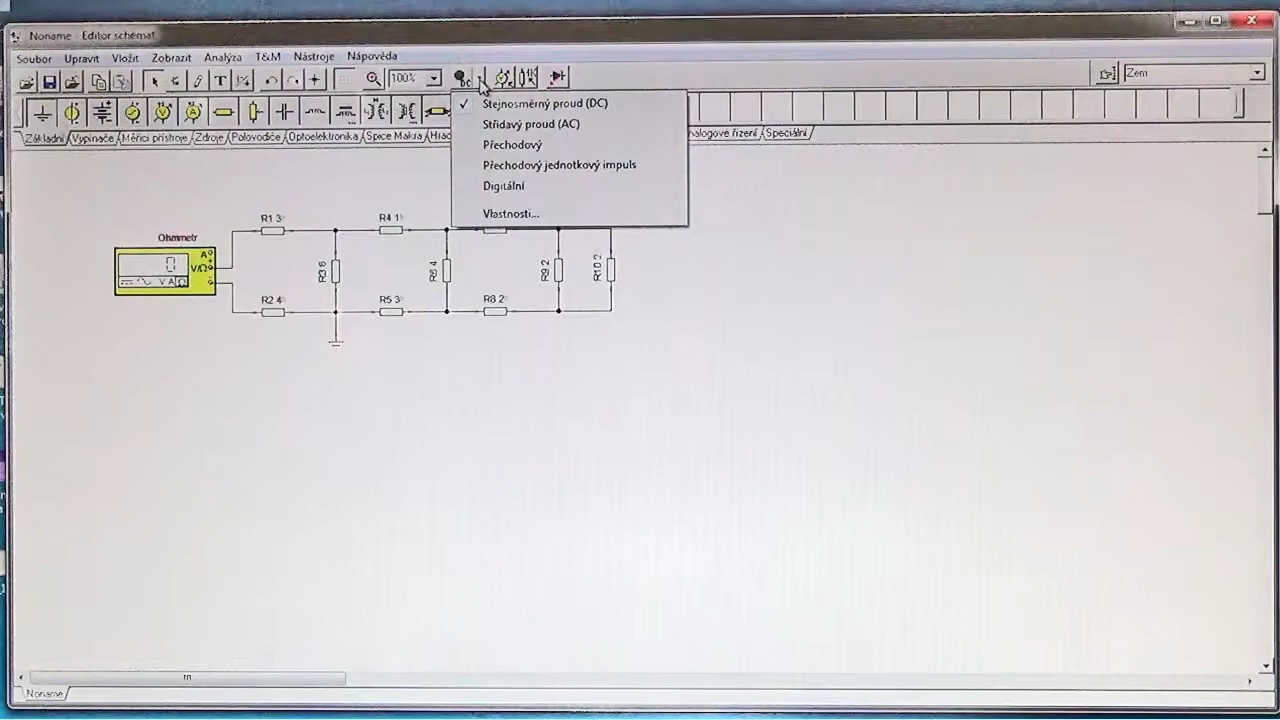 Noname - Editor schémat
Soubor Upravit Vložit Zobrazit Analýza T&M Nástroje Nápověda
T 100% DC Zem
Základní Vypínače Měřicí přístroje Zdroje Polovodiče Optoelektronika Spice Makra Speciální
Stejnosměrný proud (DC)
Střídavý proud (AC)
Přechodový
Přechodový jednotkový impuls
Digitální
Vlastnosti...
R1 3
R4 1
Ohmmetr
A
0
V/Ω
V A Ω
R3 6
R6 4
R9 2
R10 2
R2 4
R5 3
R8 2
Noname